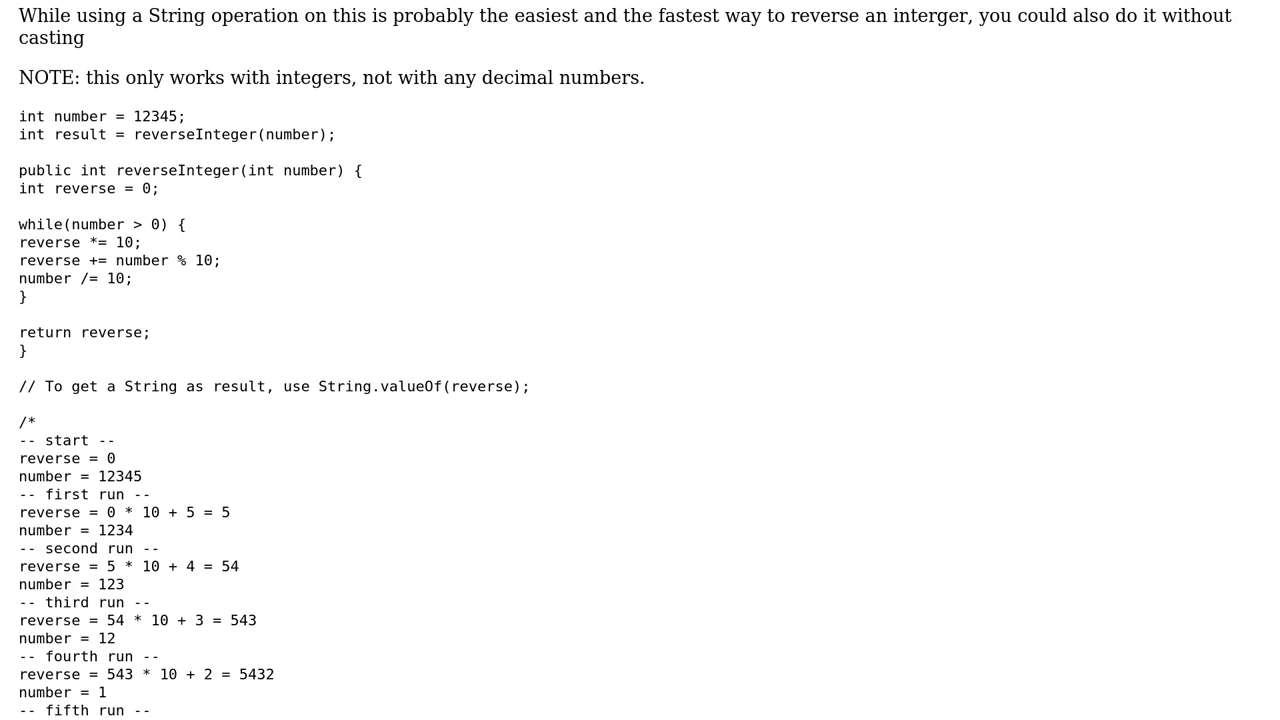 While using a String operation on this is probably the easiest and the fastest way to reverse an interger, you could also do it without
casting
NOTE: this only works with integers, not with any decimal numbers.
int number = 12345;
int result = reverseInteger(number);
public int reverseInteger(int number) {
int reverse = 0;
while(number > 0) {
reverse *= 10;
reverse += number % 10;
number /= 10;
}
return reverse;
}
// To get a String as result, use String.valueOf(reverse);
/*
-- start --
reverse = 0
number = 12345
-- first run --
reverse = 0 * 10 + 5 = 5
number = 1234
-- second run --
reverse = 5 * 10 + 4 = 54
number = 123
-- third run --
reverse = 54 * 10 + 3 = 543
number = 12
-- fourth run --
reverse = 543 * 10 + 2 = 5432
number = 1
-- fifth run --